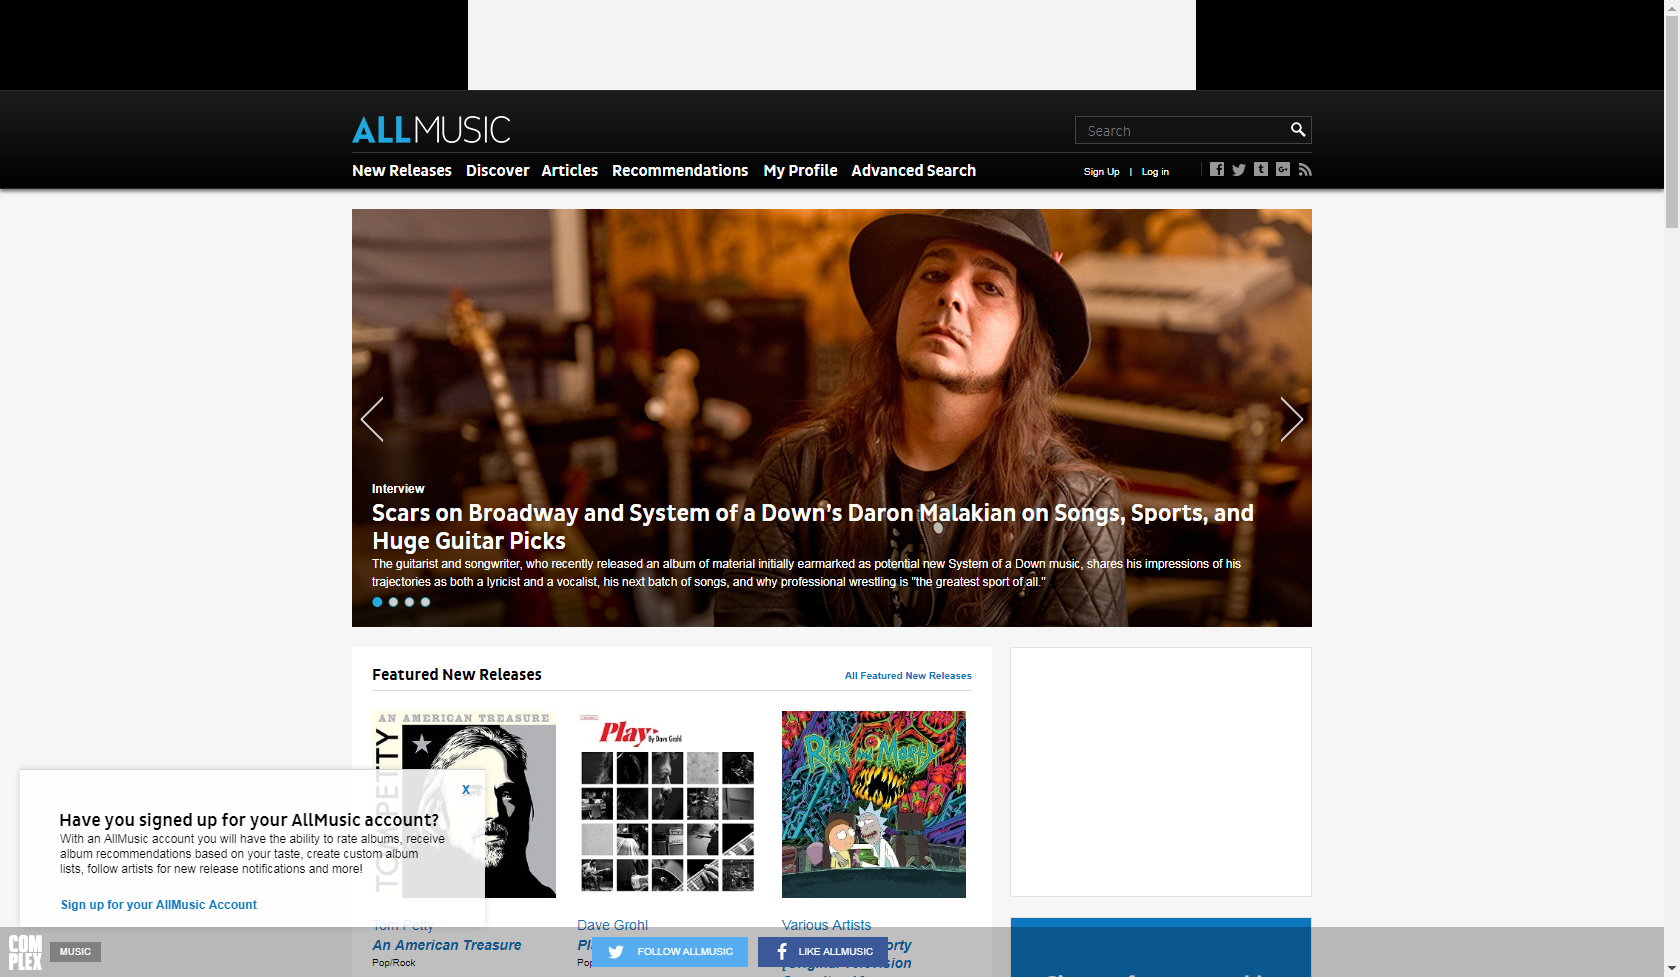 ALLMUSIC
Search
New Releases Discover Articles Recommendations My Profile Advanced Search
Sign Up | Log in
Interview
Scars on Broadway and System of a Down's Daron Malakian on Songs, Sports, and
Huge Guitar Picks
The guitarist and songwriter, who recently released an album of material initially earmarked as potential new System of a Down music, shares his impressions of his
trajectories as both a lyricist and a vocalist, his next batch of songs, and why professional wrestling is "the greatest sport of all."
Featured New Releases
All Featured New Releases
AN AMERICAN TREASURE
TOM PETTY
Play
By Dave Grohl
Rick and Morty
X
Have you signed up for your AllMusic account?
With an AllMusic account you will have the ability to rate albums, receive
album recommendations based on your taste, create custom album
lists, follow artists for new release notifications and more!
Sign up for your AllMusic Account
Tom Petty
An American Treasure
Pop/Rock
Dave Grohl
Various Artists
COMPLEX
MUSIC
FOLLOW ALLMUSIC
LIKE ALLMUSIC